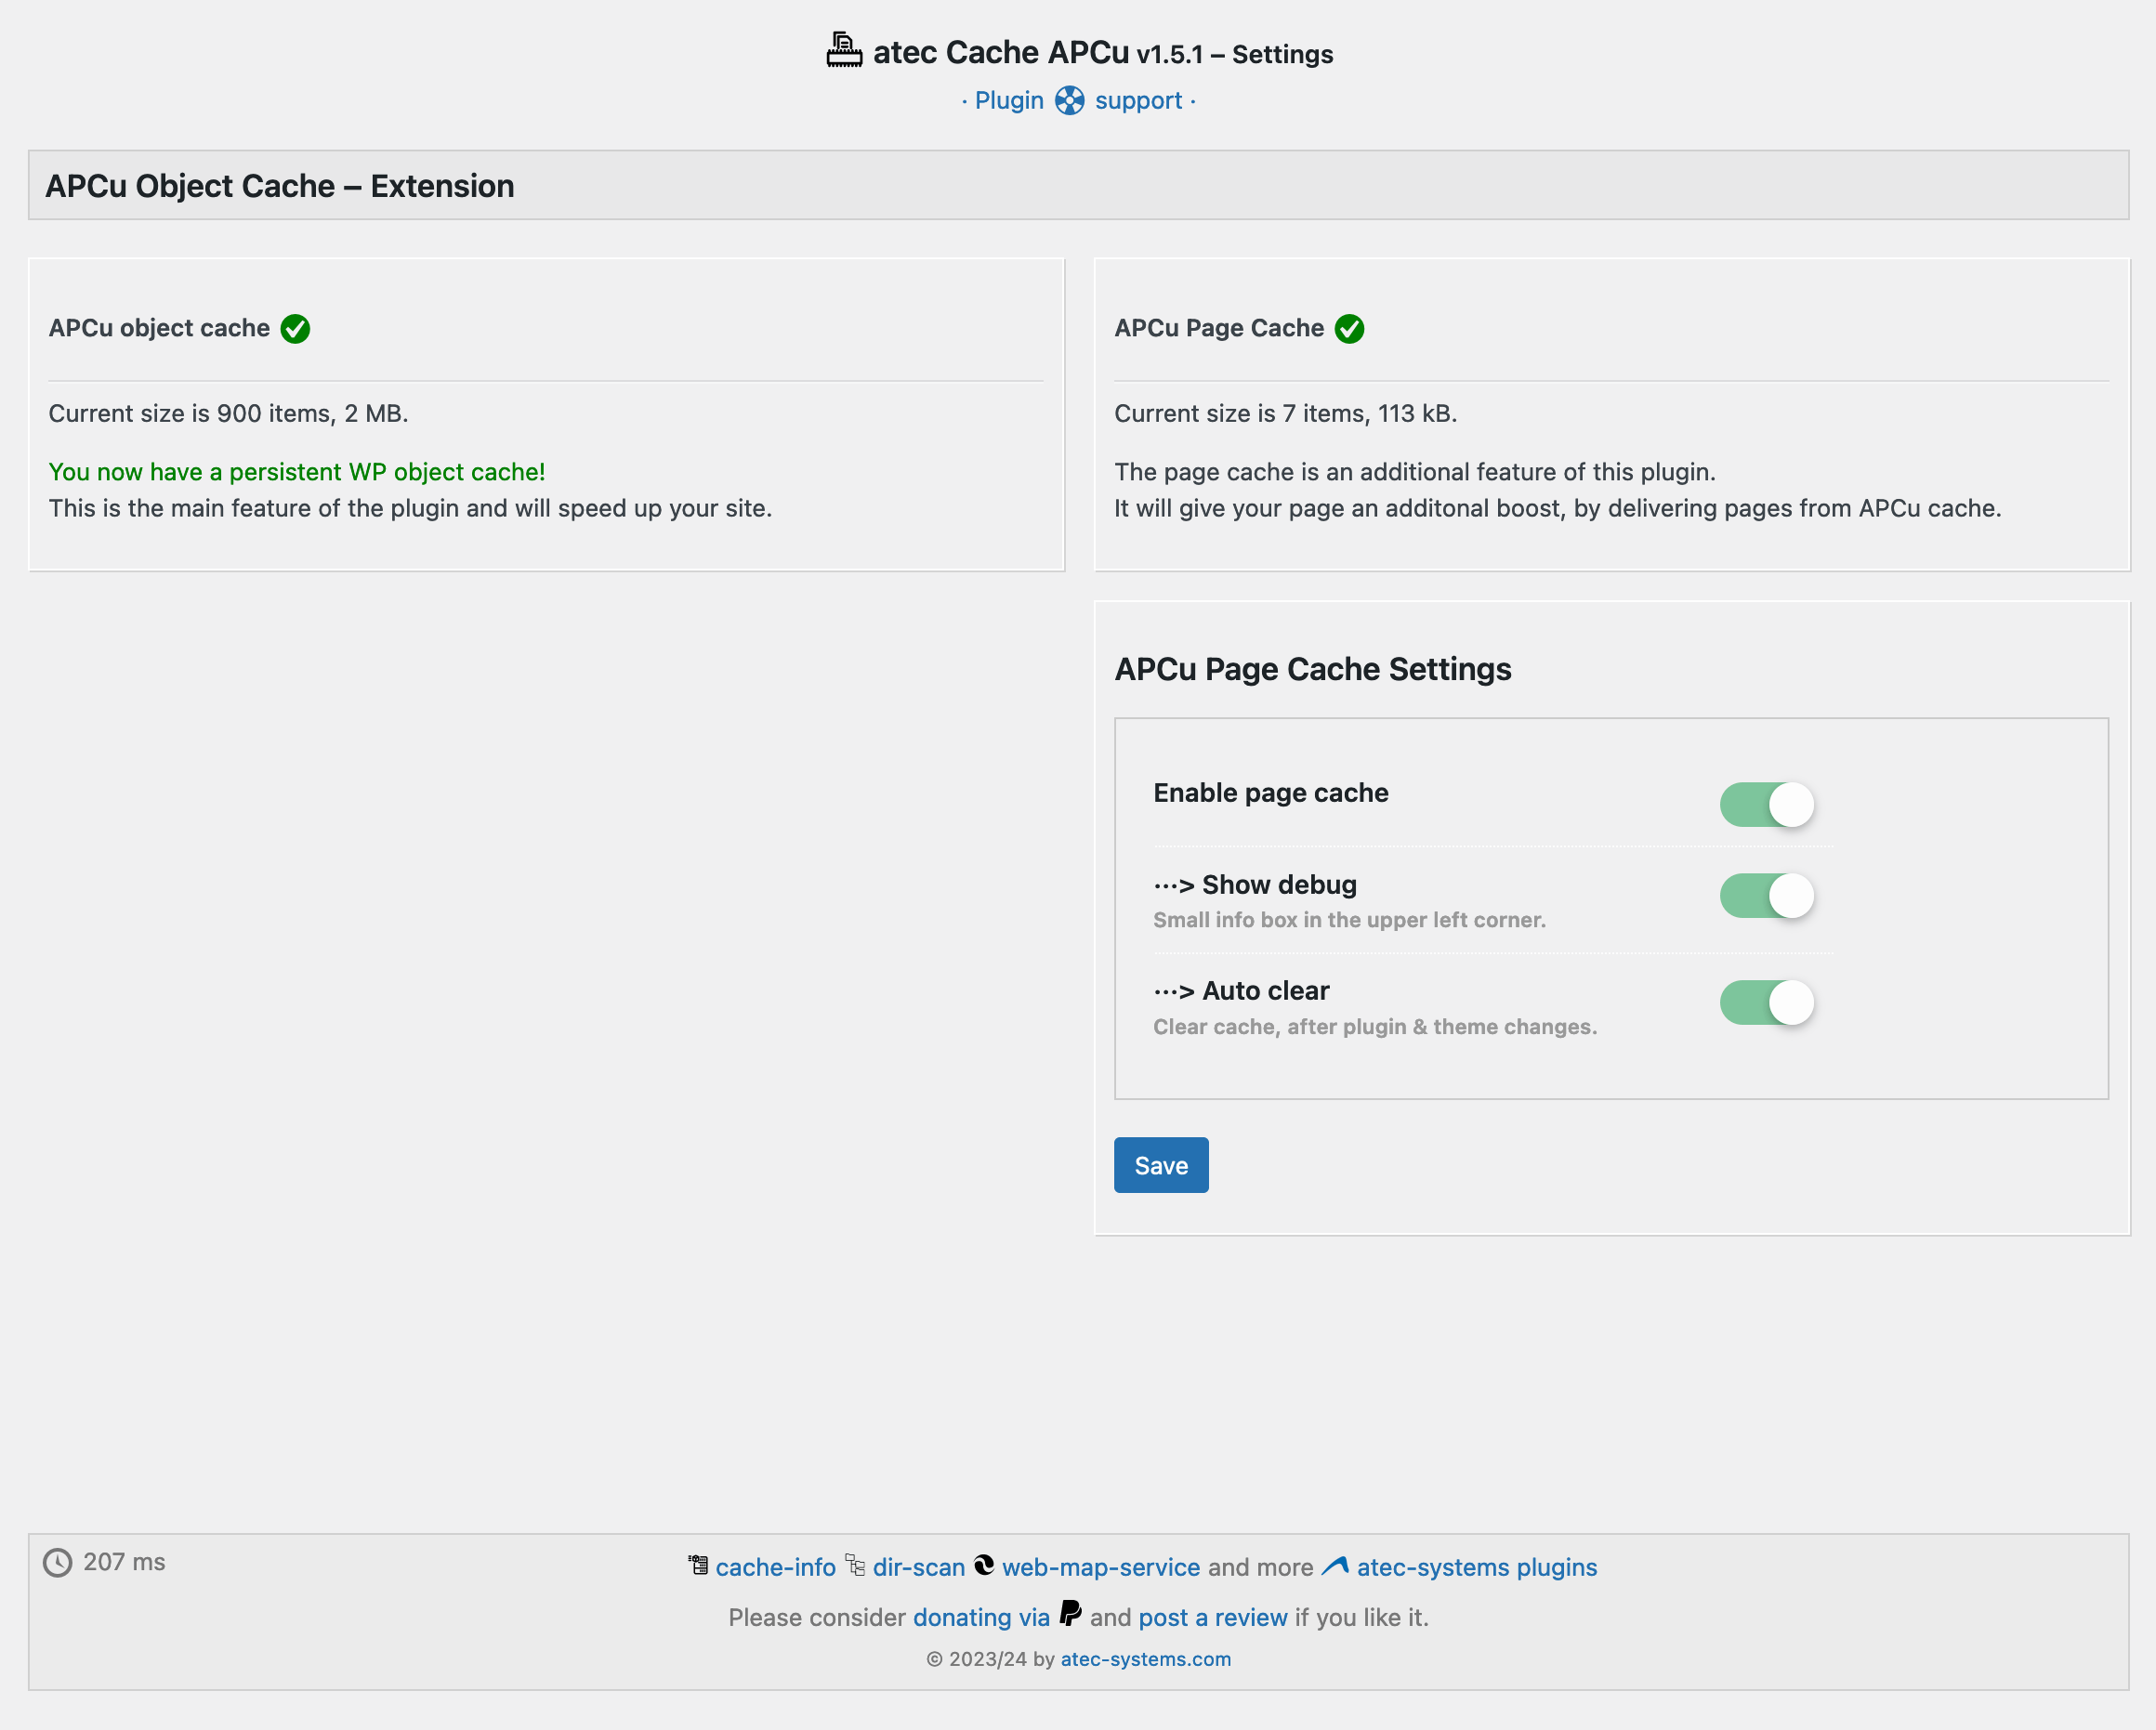 atec Cache APCu v1.5.1 – Settings
· Plugin support ·
APCu Object Cache – Extension
APCu object cache
Current size is 900 items, 2 MB.
You now have a persistent WP object cache!
This is the main feature of the plugin and will speed up your site.
APCu Page Cache
Current size is 7 items, 113 kB.
The page cache is an additional feature of this plugin.
It will give your page an additonal boost, by delivering pages from APCu cache.
APCu Page Cache Settings
Enable page cache
···> Show debug
Small info box in the upper left corner.
···> Auto clear
Clear cache, after plugin & theme changes.
Save
207 ms
cache-info dir-scan web-map-service and more atec-systems plugins
Please consider donating via and post a review if you like it.
© 2023/24 by atec-systems.com